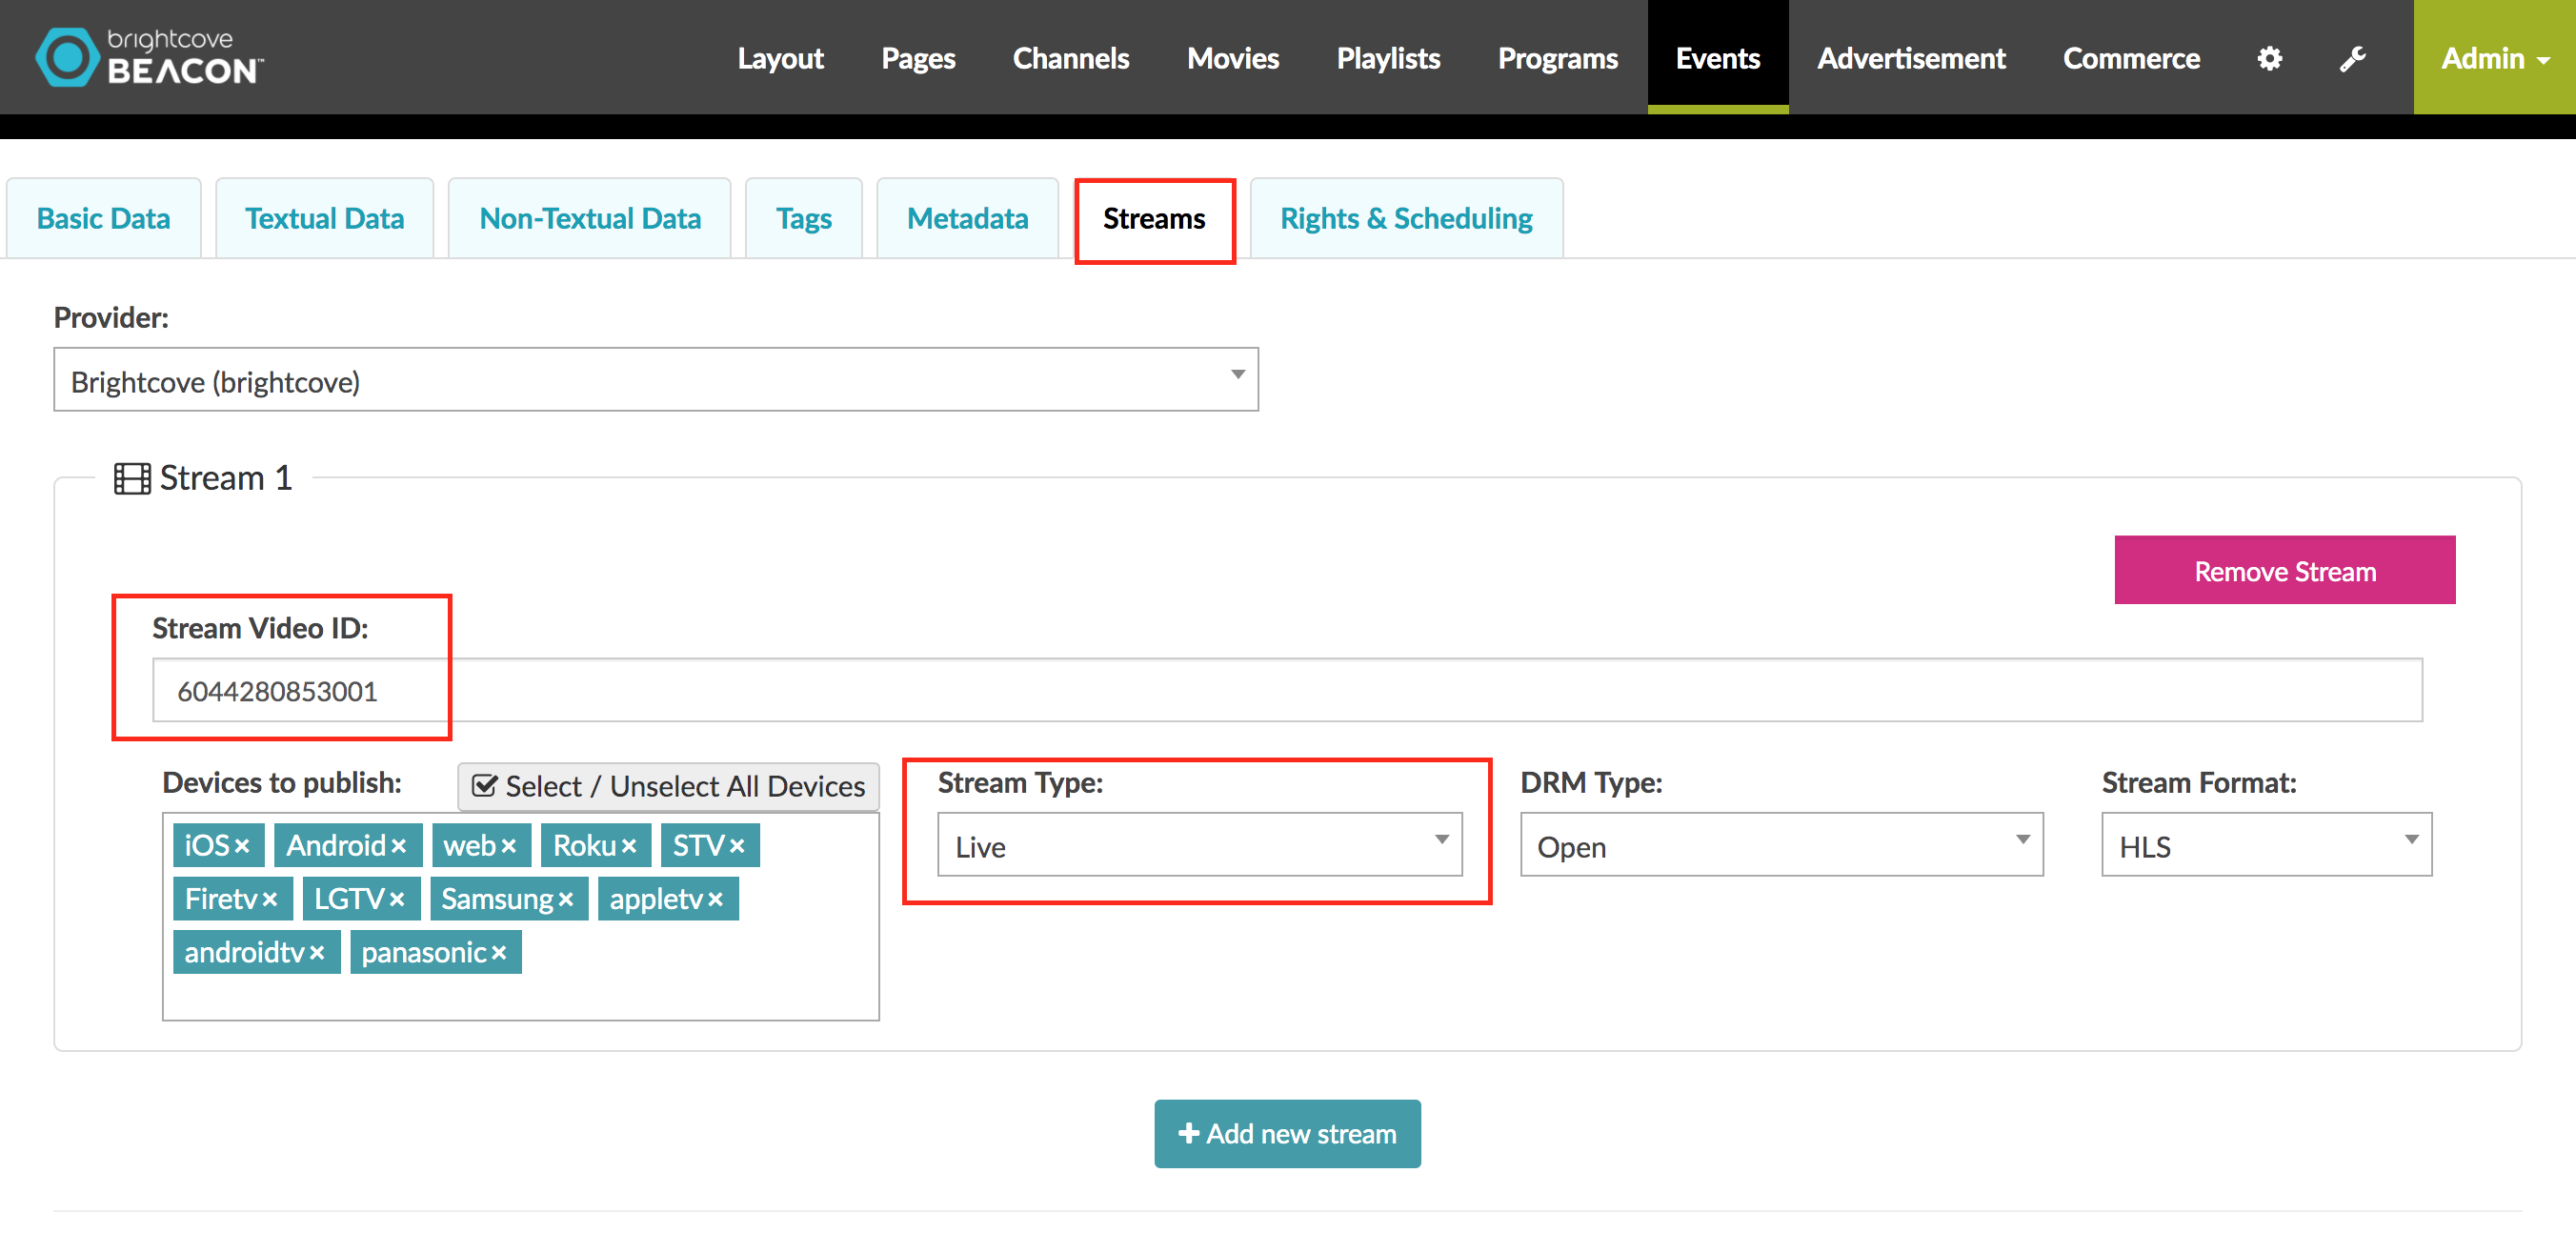 brightcove
BEACON™
Layout Pages Channels Movies Playlists Programs Events Advertisement Commerce Admin
Basic Data Textual Data Non-Textual Data Tags Metadata Streams Rights & Scheduling
Provider:
Brightcove (brightcove)
Stream 1
Remove Stream
Stream Video ID:
6044280853001
Devices to publish: Select / Unselect All Devices Stream Type: DRM Type: Stream Format:
iOS× Android× web× Roku× STV× Live Open HLS
Firetv× LGTV× Samsung× appletv×
androidtv× panasonic×
+ Add new stream